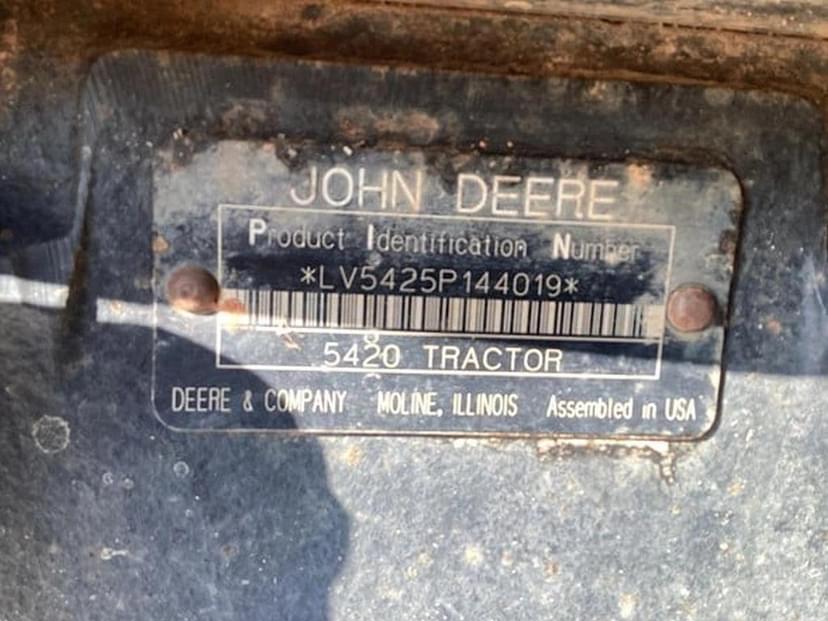 JOHN DEERE
Product Identification Number
*LV5425P144019*
5420 TRACTOR
DEERE & COMPANY MOLINE, ILLINOIS Assembled in USA